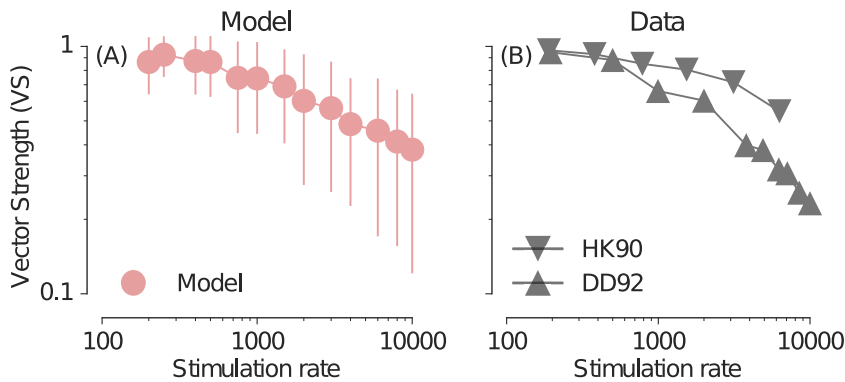 Model
Data
(A)
(B)
1
0.1
Vector Strength (VS)
Model
HK90
DD92
100
1000
10000
100
1000
10000
Stimulation rate
Stimulation rate